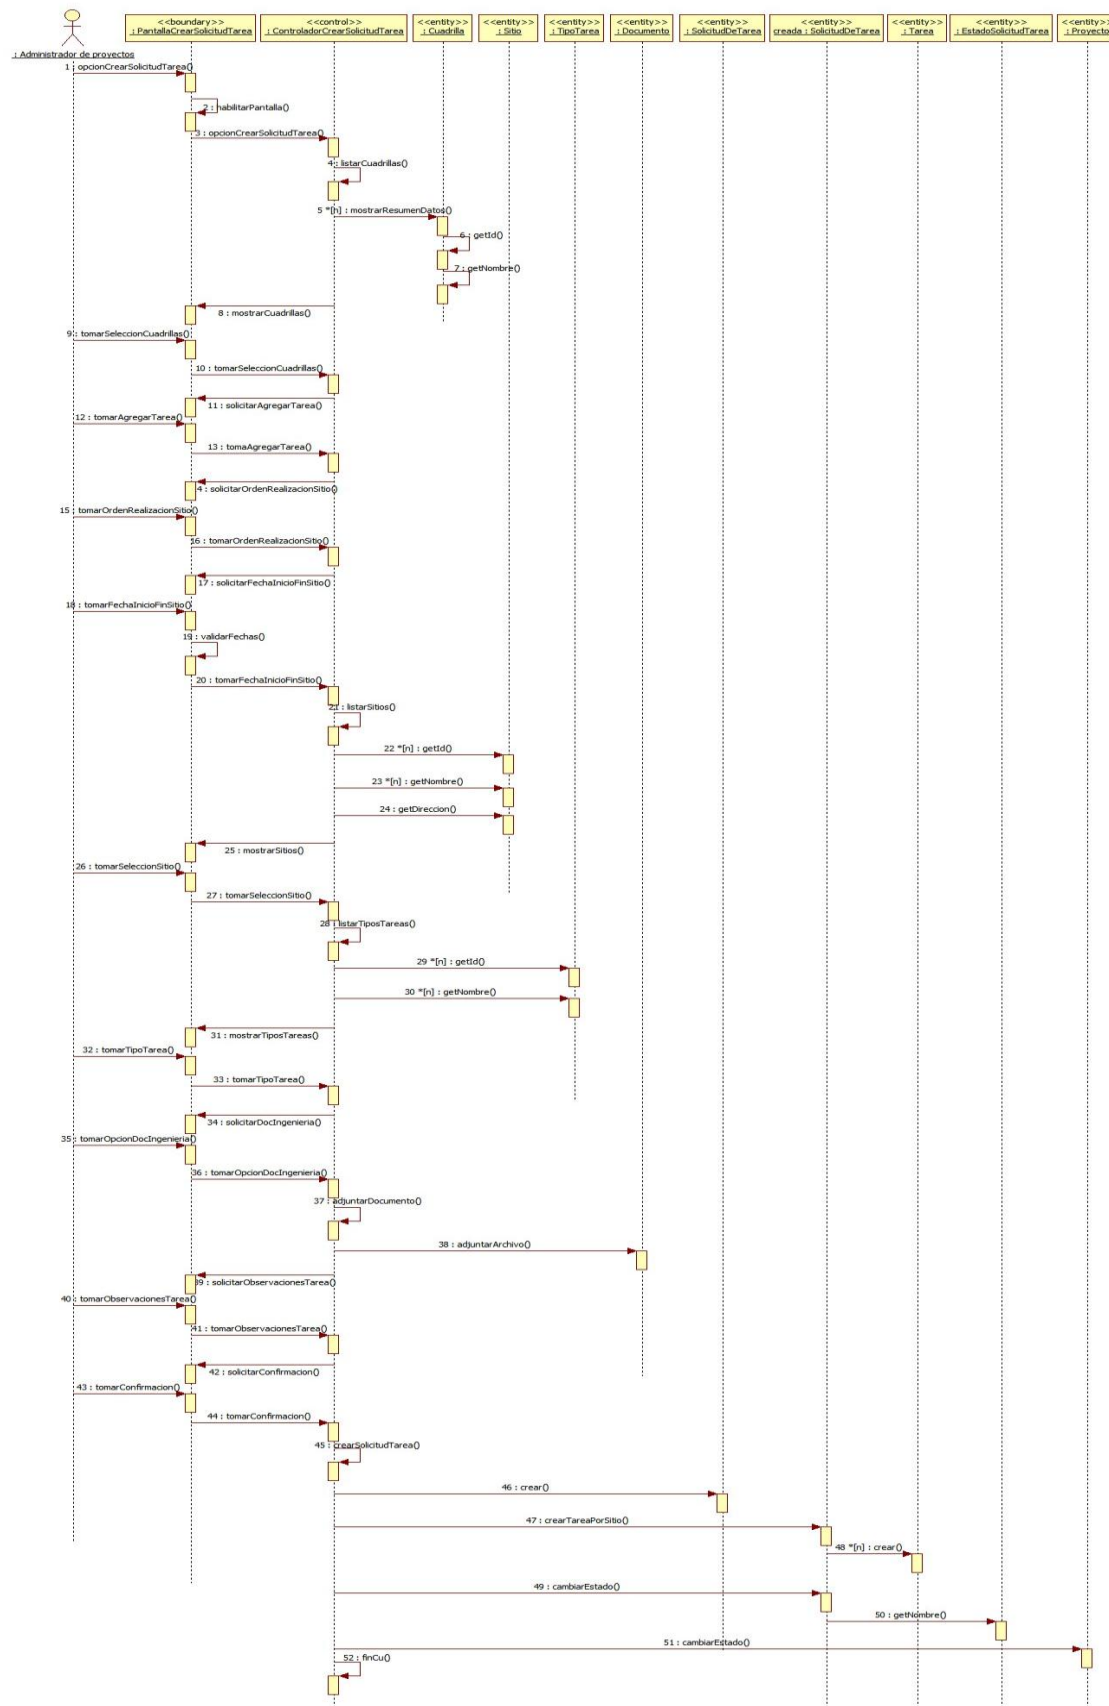 <<boundary>>
: PantallaCrearSolicitudTarea
<<control>>
: ControladorCrearSolicitudTarea
<<entity>>
: Cuadrilla
<<entity>>
: Sitio
<<entity>>
: TipoTarea
<<entity>>
: Documento
<<entity>>
: SolicitudDeTarea
<<entity>>
creada : SolicitudDeTarea
<<entity>>
: Tarea
<<entity>>
: EstadoSolicitudTarea
<<entity>>
: Proyecto
: Administrador de proyectos
1 : opcionCrearSolicitudTarea()
2 : habilitarPantalla()
3 : opcionCrearSolicitudTarea()
4 : listarCuadrillas()
5 *[n] : mostrarResumenDatos()
6 : getId()
7 : getNombre()
8 : mostrarCuadrillas()
9 : tomarSeleccionCuadrillas()
10 : tomarSeleccionCuadrillas()
11 : solicitarAgregarTarea()
12 : tomarAgregarTarea()
13 : tomaAgregarTarea()
4 : solicitarOrdenRealizacionSitio()
15 : tomarOrdenRealizacionSitio()
16 : tomarOrdenRealizacionSitio()
17 : solicitarFechaInicioFinSitio()
18 : tomarFechaInicioFinSitio()
19 : validarFechas()
20 : tomarFechaInicioFinSitio()
21 : listarSitios()
22 *[n] : getId()
23 *[n] : getNombre()
24 : getDireccion()
25 : mostrarSitios()
26 : tomarSeleccionSitio()
27 : tomarSeleccionSitio()
28 : listarTiposTareas()
29 *[n] : getId()
30 *[n] : getNombre()
31 : mostrarTiposTareas()
32 : tomarTipoTarea()
33 : tomarTipoTarea()
34 : solicitarDocIngenieria()
35 : tomarOpcionDocIngenieria()
36 : tomarOpcionDocIngenieria()
37 : adjuntarDocumento()
38 : adjuntarArchivo()
39 : solicitarObservacionesTarea()
40 : tomarObservacionesTarea()
41 : tomarObservacionesTarea()
42 : solicitarConfirmacion()
43 : tomarConfirmacion()
44 : tomarConfirmacion()
45 : crearSolicitudTarea()
46 : crear()
47 : crearTareaPorSitio()
48 *[n] : crear()
49 : cambiarEstado()
50 : getNombre()
51 : cambiarEstado()
52 : finCu()